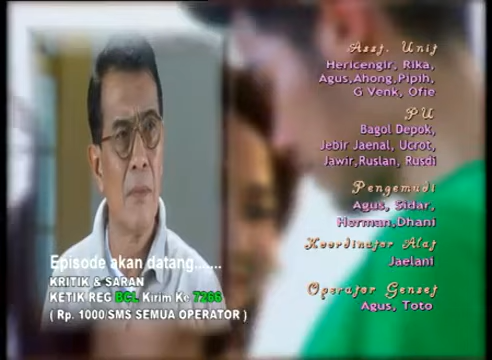 Asst. Unit
Hericengir, Rika,
Agus,Ahong,Pipih,
G Venk, Ofie
PU
Bagol Depok,
Jebir Jaenal, Ucrot,
Jawir,Ruslan, Rusdi
Pengemudi
Agus, Sidar,
Herman,Dhani
Koordinator Alat
Jaelani
Operator Genset
Agus, Toto
Episode akan datang.......
KRITIK & SARAN
KETIK REG BCL Kirim Ke 7266
( Rp. 1000/SMS SEMUA OPERATOR )